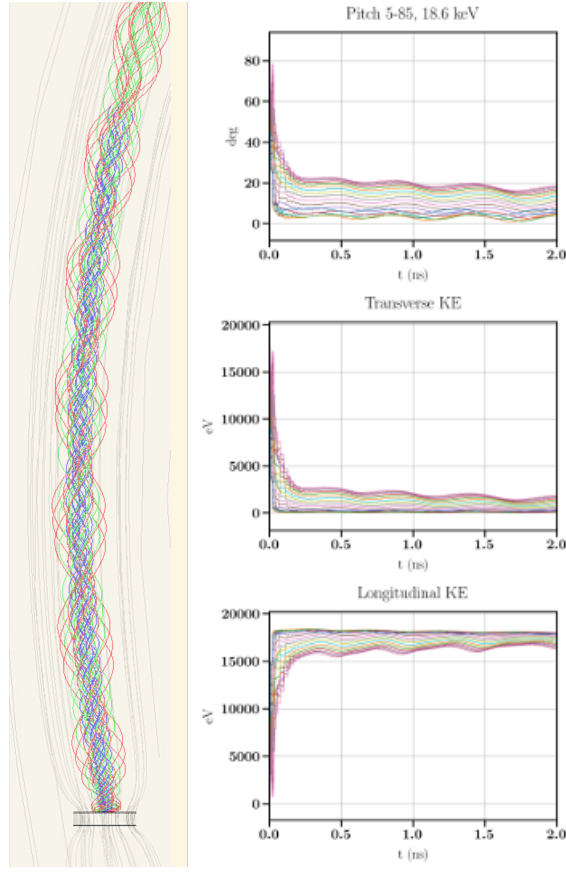 Pitch 5-85, 18.6 keV
80
60
deg
40
20
0
0.0 0.5 1.0 1.5 2.0
t (ns)
Transverse KE
20000
15000
eV
10000
5000
0
0.0 0.5 1.0 1.5 2.0
t (ns)
Longitudinal KE
20000
15000
10000
eV
5000
0
0.0 0.5 1.0 1.5 2.0
t (ns)